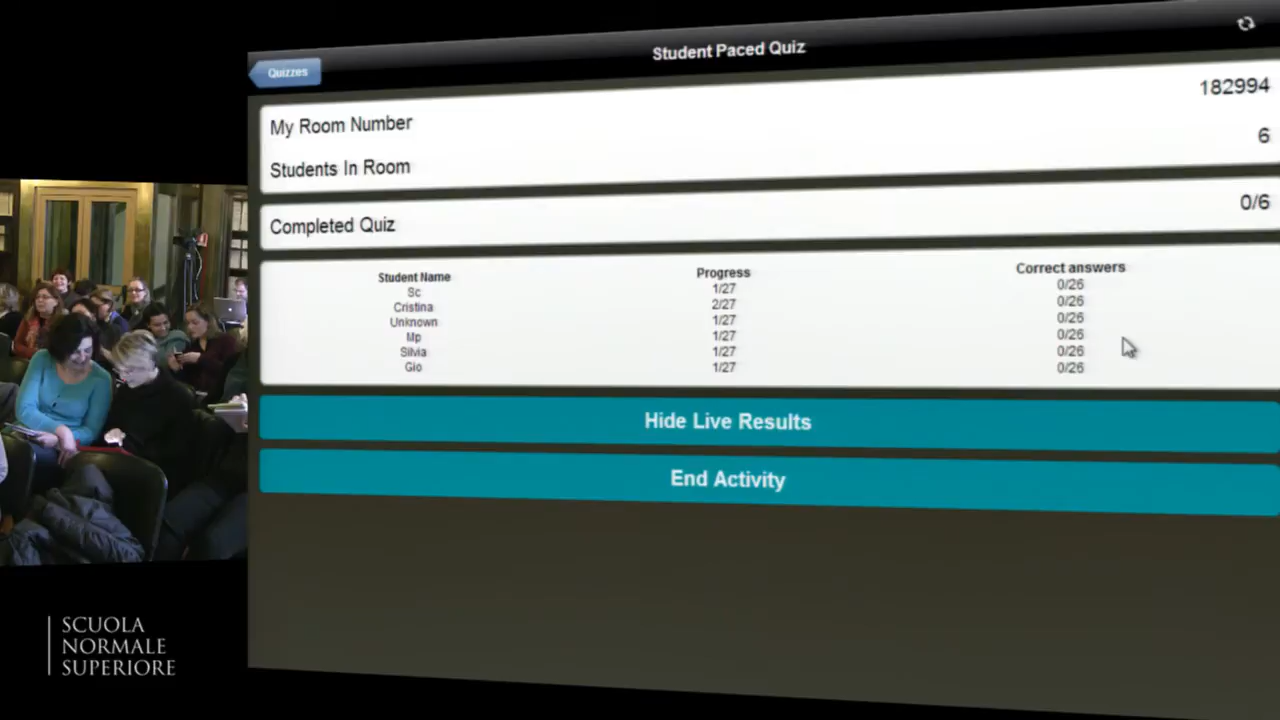 Student Paced Quiz
Quizzes
My Room Number 182994
Students In Room 6
Completed Quiz 0/6
Student Name Progress Correct answers
Sc 1/27 0/26
Cristina 2/27 0/26
Unknown 1/27 0/26
Mp 1/27 0/26
Silvia 1/27 0/26
Gio 1/27 0/26
Hide Live Results
End Activity
SCUOLA
NORMALE
SUPERIORE